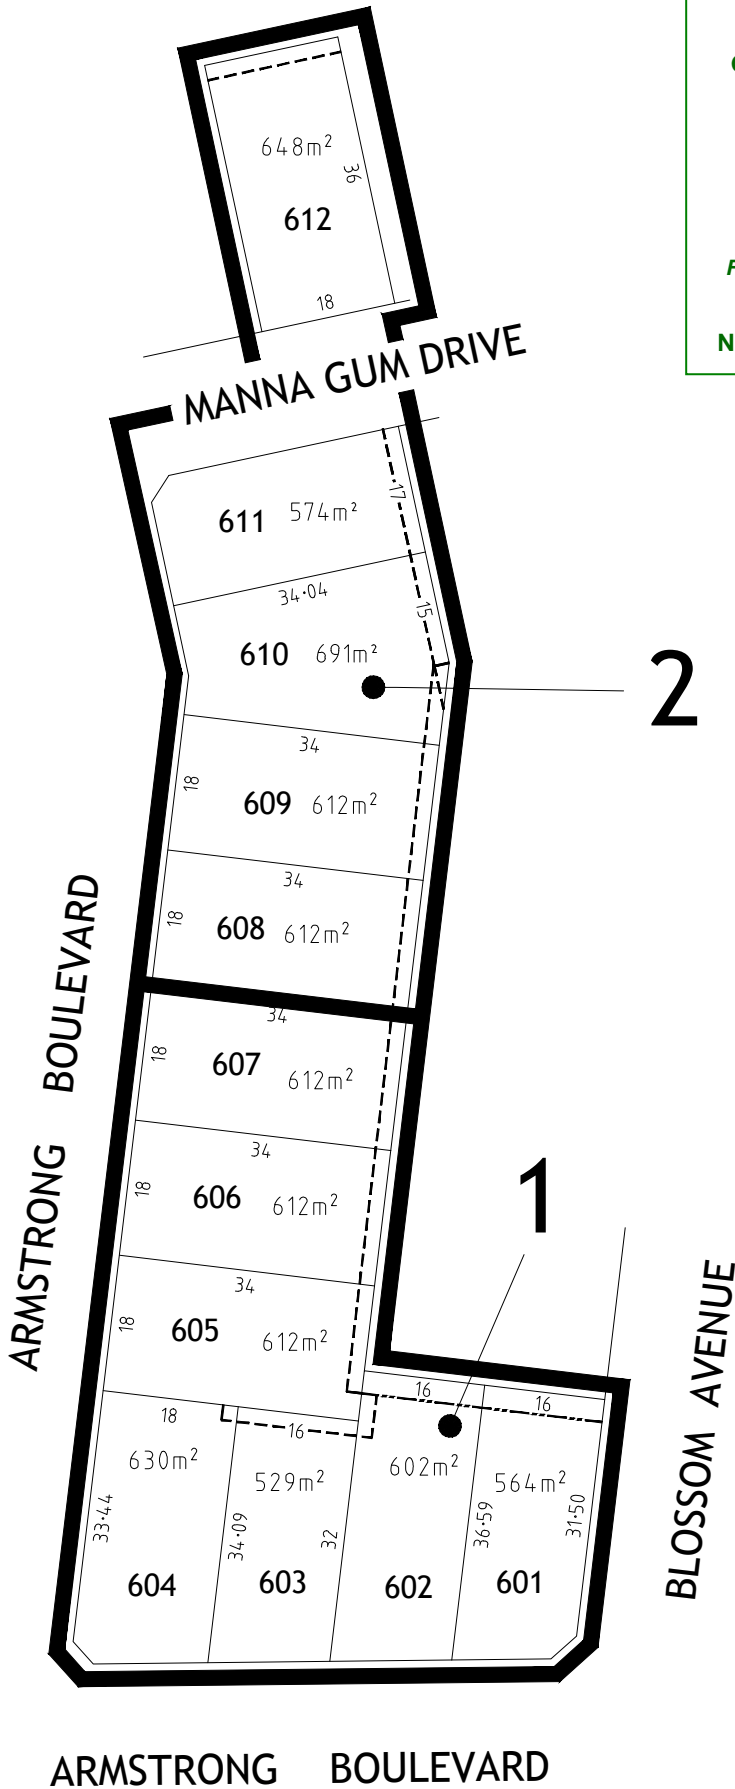 648m²
36
612
18
MANNA GUM DRIVE
17
611 574m²
34·04
15
610 691m²
2
34
18
609 612m²
34
18
608 612m²
34
18
607 612m²
34
18
606 612m²
34
18
605 612m²
1
ARMSTRONG BOULEVARD
BLOSSOM AVENUE
18
16
16
16
630m²
529m²
602m²
564m²
33·44
34·09
32
36·59
31·50
604
603
602
601
ARMSTRONG BOULEVARD
N